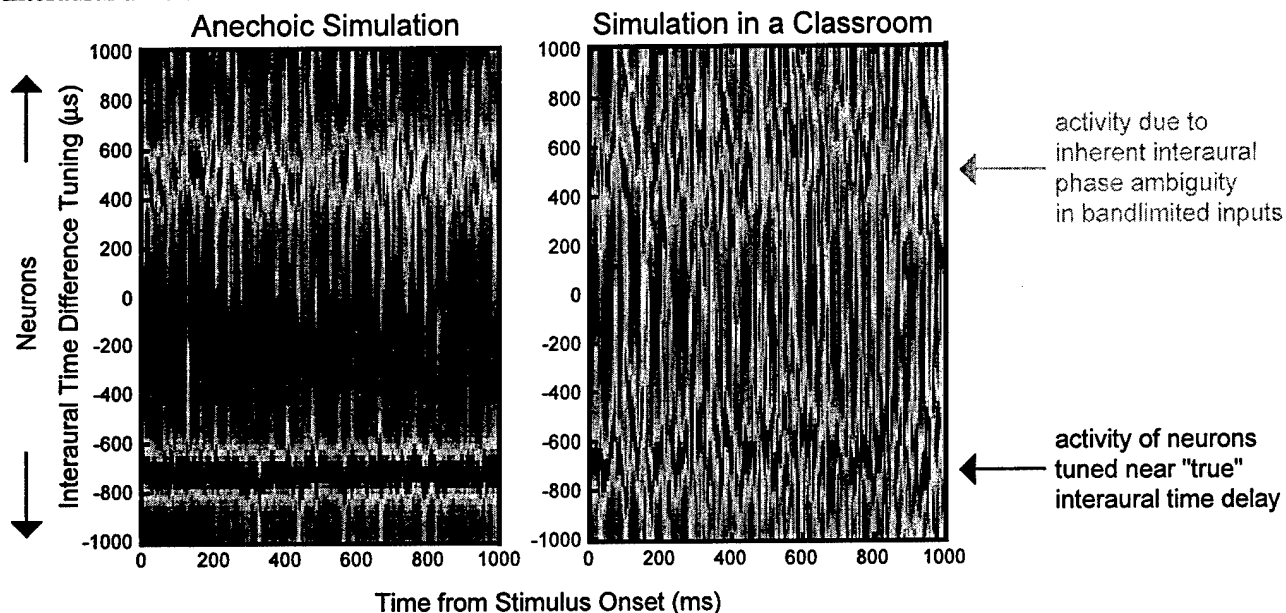 Anechoic Simulation
Simulation in a Classroom
Neurons
Interaural Time Difference Tuning (µs)
1000
800
600
400
200
0
-200
-400
-600
-800
-1000
0
200
400
600
800
1000
1000
800
600
400
200
0
-200
-400
-600
-800
-1000
0
200
400
600
800
1000
Time from Stimulus Onset (ms)
activity due to
inherent interaural
phase ambiguity
in bandlimited inputs
activity of neurons
tuned near "true"
interaural time delay